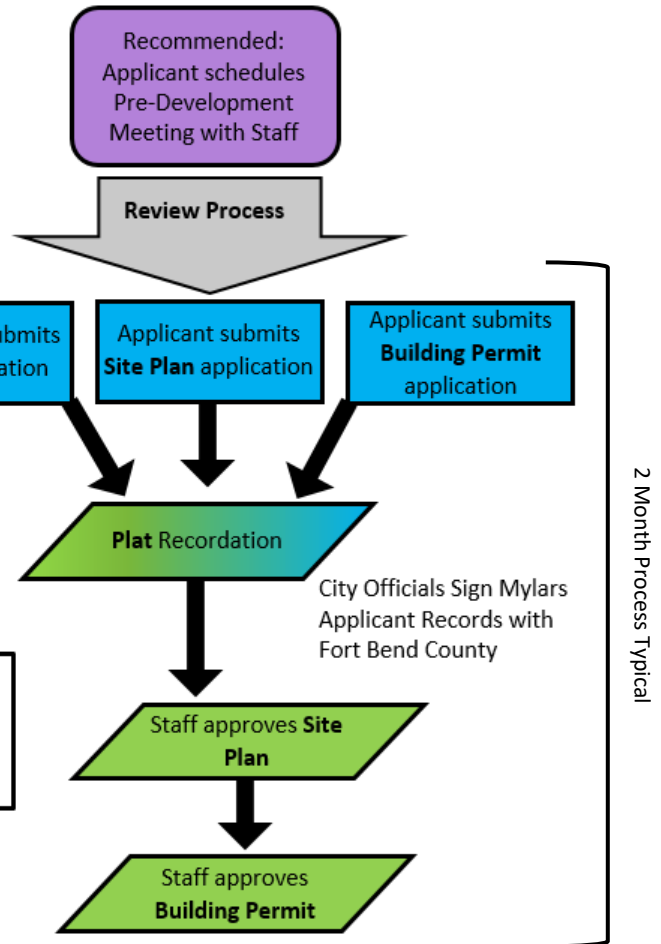 Recommended:
Applicant schedules
Pre-Development
Meeting with Staff
Review Process
Applicant submits
Site Plan application
Applicant submits
Building Permit
application
Plat Recordation
City Officials Sign Mylars
Applicant Records with
Fort Bend County
Staff approves Site
Plan
Staff approves
Building Permit
2 Month Process Typical